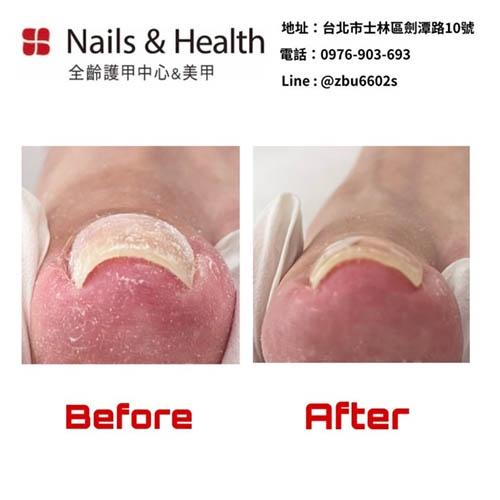 Nails & Health
全齡護甲中心&美甲
地址：台北市士林區劍潭路10號
電話：0976-903-693
Line : @zbu6602s
Before
After